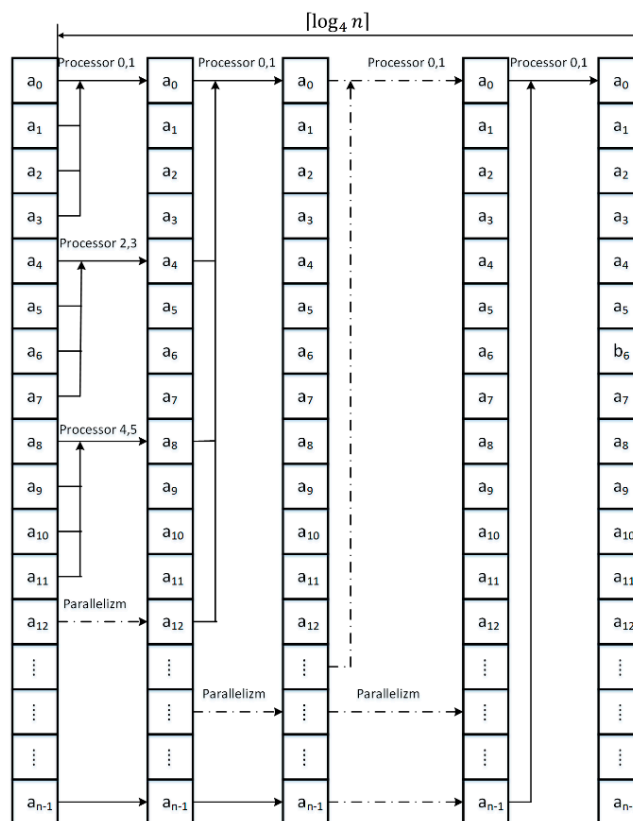 ⌈log₄ n⌉
Processor 0,1 Processor 0,1 Processor 0,1 Processor 0,1
a₀ a₀ a₀ a₀ a₀
a₁ a₁ a₁ a₁ a₁
a₂ a₂ a₂ a₂ a₂
a₃ a₃ a₃ a₃ a₃
Processor 2,3
a₄ a₄ a₄ a₄ a₄
a₅ a₅ a₅ a₅ a₅
a₆ a₆ a₆ a₆ b₆
a₇ a₇ a₇ a₇ a₇
Processor 4,5
a₈ a₈ a₈ a₈ a₈
a₉ a₉ a₉ a₉ a₉
a₁₀ a₁₀ a₁₀ a₁₀ a₁₀
a₁₁ a₁₁ a₁₁ a₁₁ a₁₁
Parallelizm
a₁₂ a₁₂ a₁₂ a₁₂ a₁₂
⋮ ⋮ ⋮ ⋮ ⋮
Parallelizm Parallelizm
⋮ ⋮ ⋮ ⋮ ⋮
⋮ ⋮ ⋮ ⋮ ⋮
aₙ₋₁ aₙ₋₁ aₙ₋₁ aₙ₋₁ aₙ₋₁